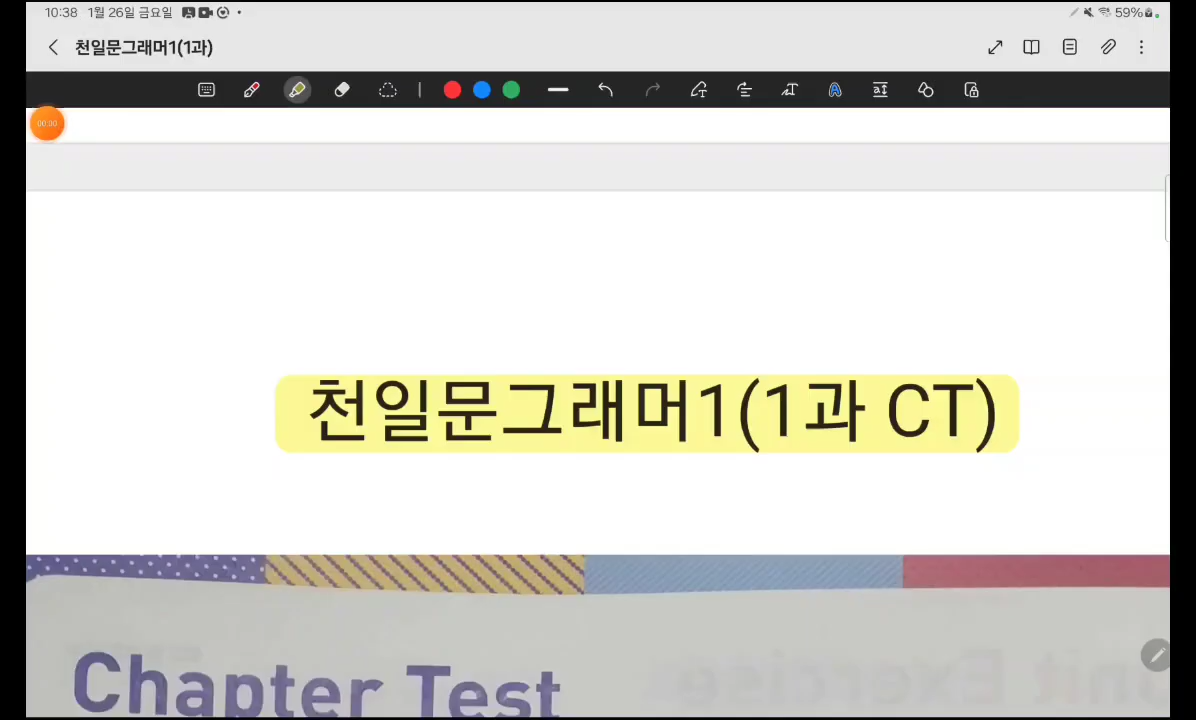 10:38 1월 26일 금요일
59%
천일문그래머1(1과)
00:00
천일문그래머1(1과 CT)
Chapter Test